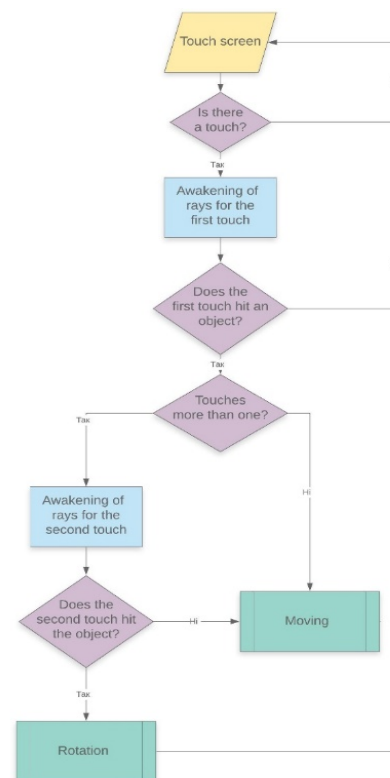 Touch screen
Is there
a touch?
Так
Awakening of
rays for the
first touch
Does the
first touch hit an
object?
Так
Touches
more than one?
Так
Ні
Awakening of
rays for the
second touch
Does the
second touch hit
the object?
Ні
Moving
Так
Rotation